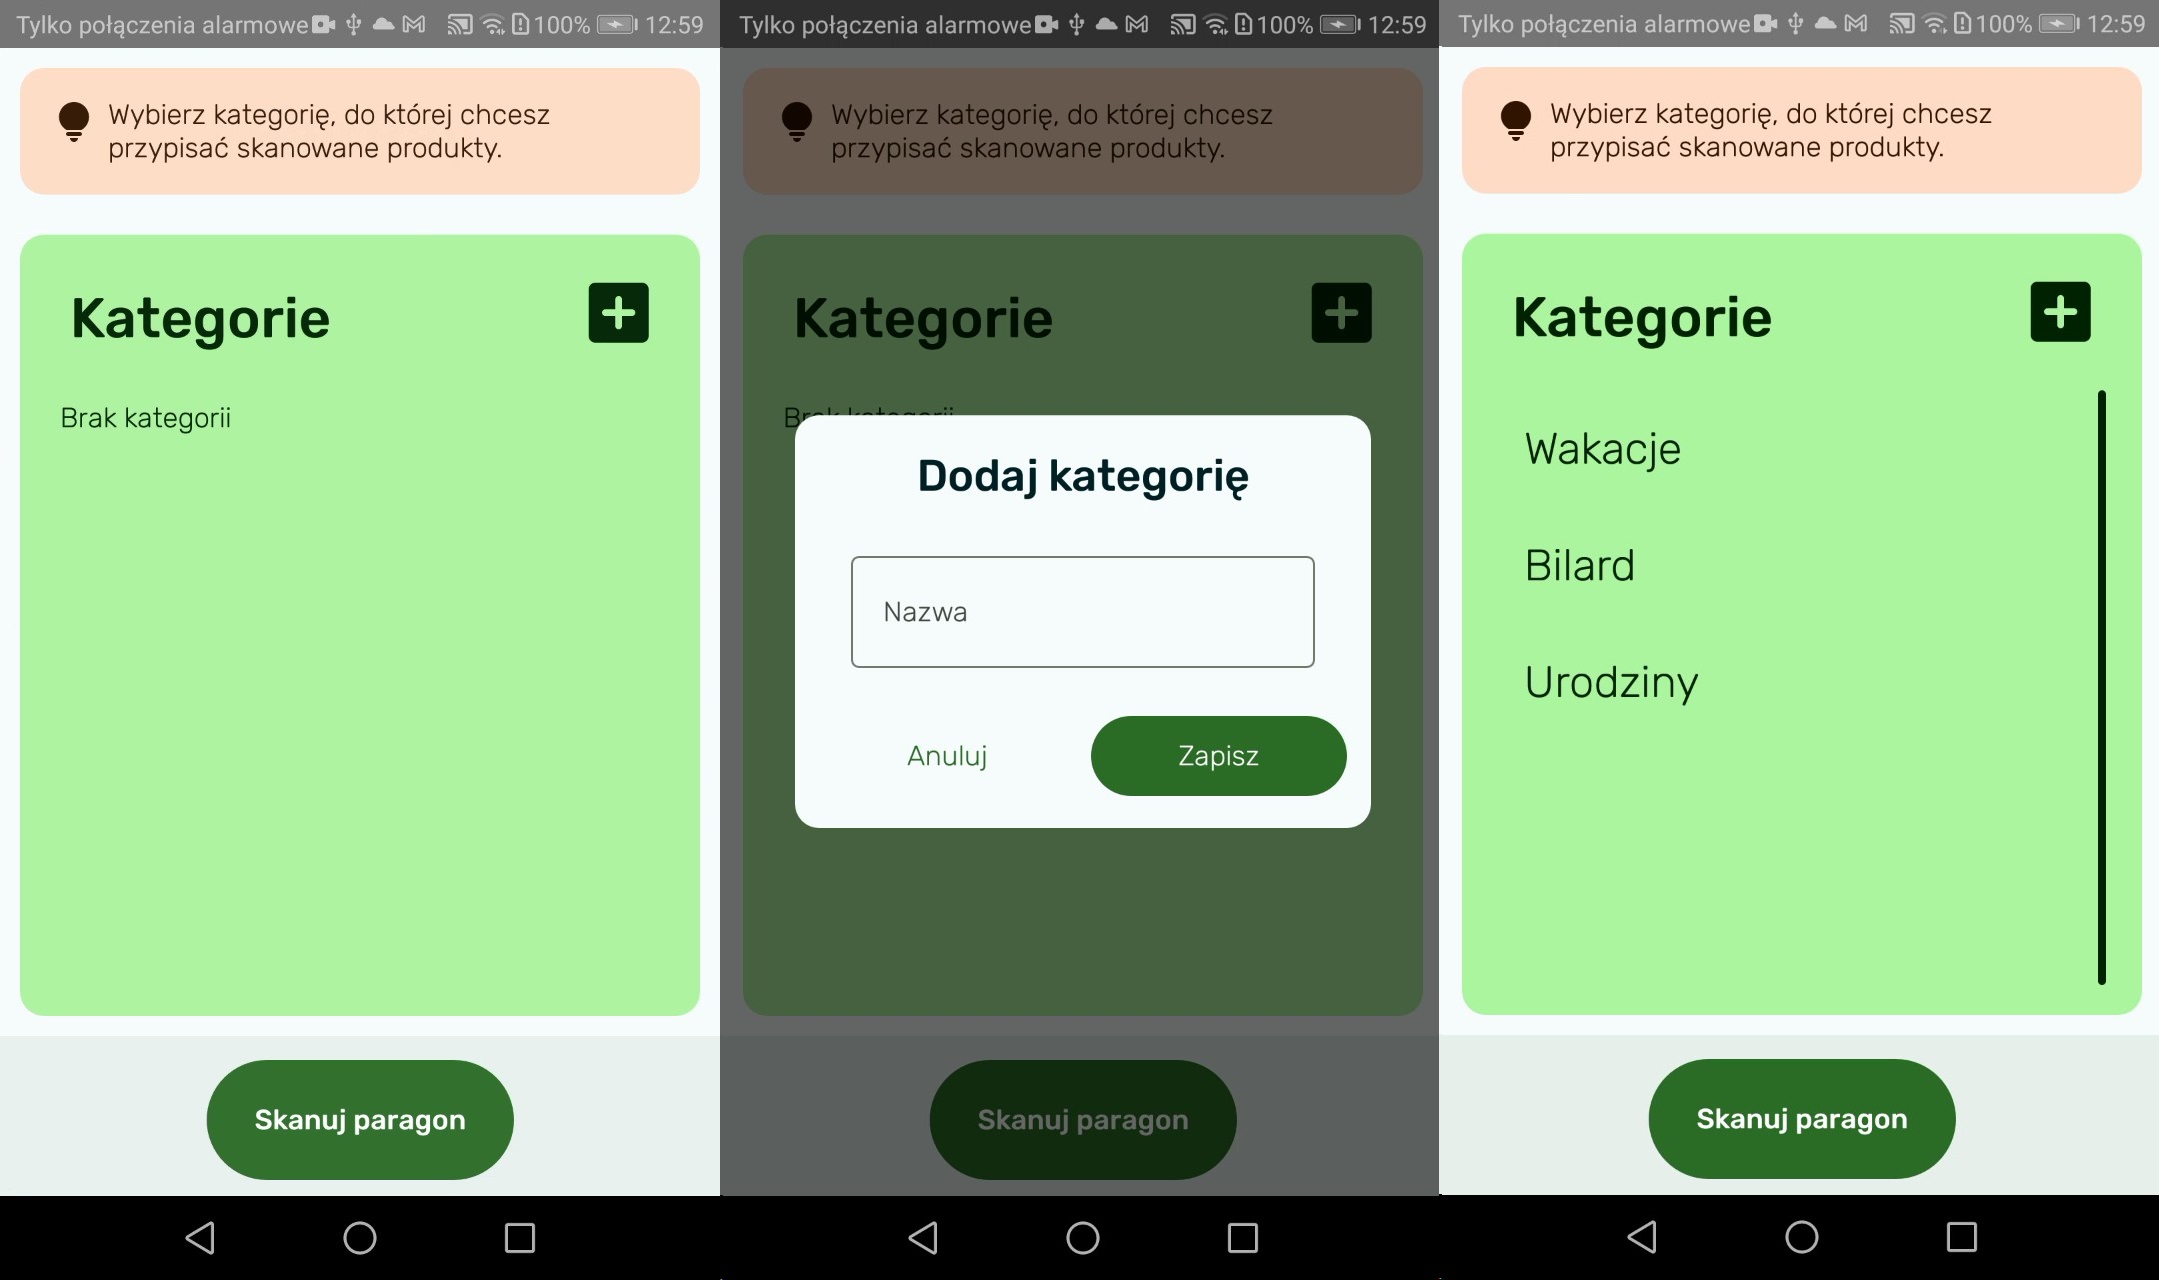 Tylko połączenia alarmowe 100% 12:59
Wybierz kategorię, do której chcesz
przypisać skanowane produkty.
Kategorie
Brak kategorii
Skanuj paragon
Tylko połączenia alarmowe 100% 12:59
Wybierz kategorię, do której chcesz
przypisać skanowane produkty.
Kategorie
Brak kategorii
Dodaj kategorię
Nazwa
Anuluj Zapisz
Skanuj paragon
Tylko połączenia alarmowe 100% 12:59
Wybierz kategorię, do której chcesz
przypisać skanowane produkty.
Kategorie
Wakacje
Bilard
Urodziny
Skanuj paragon